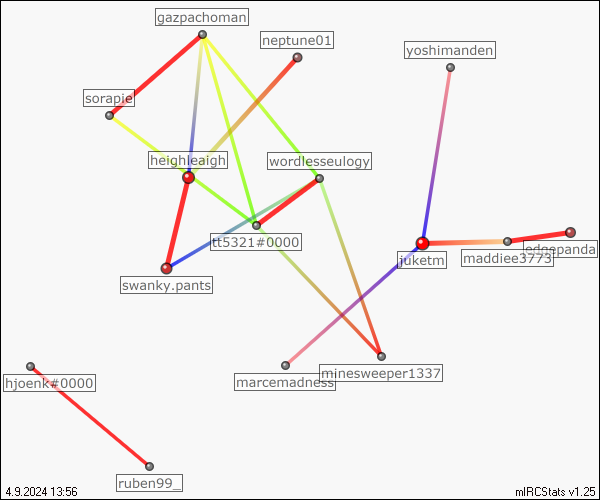 gazpachoman
neptune01
yoshimanden
sorapie
heighleaigh
wordlesseulogy
tt5321#0000
edgepanda
juketm
maddiee3773
swanky.pants
hjoenk#0000
marcemadness
minesweeper1337
ruben99_
4.9.2024 13:56
mIRCStats v1.25